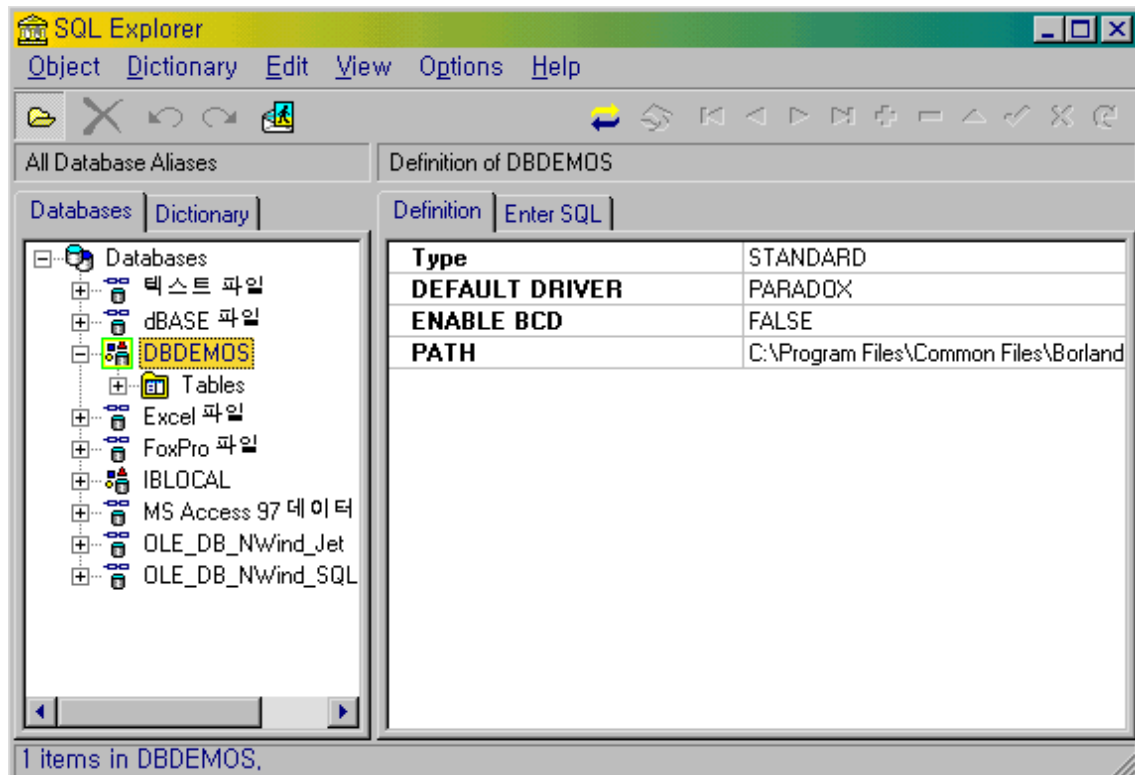 SQL Explorer
Object Dictionary Edit View Options Help
All Database Aliases
Definition of DBDEMOS
Databases Dictionary
Definition Enter SQL
Databases
텍스트 파일
dBASE 파일
DBDEMOS
Tables
Excel 파일
FoxPro 파일
IBLOCAL
MS Access 97 데이터
OLE_DB_NWind_Jet
OLE_DB_NWind_SQL
Type STANDARD
DEFAULT DRIVER PARADOX
ENABLE BCD FALSE
PATH C:\Program Files\Common Files\Borland
1 items in DBDEMOS,